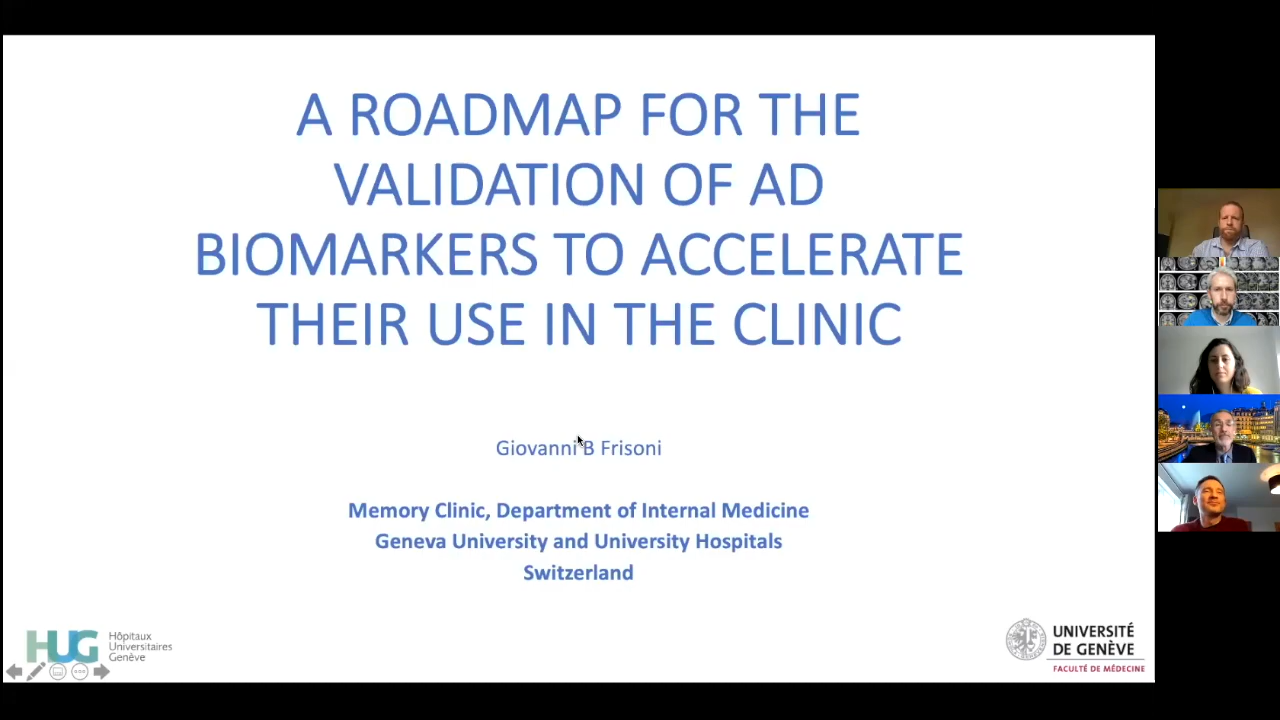 A ROADMAP FOR THE
VALIDATION OF AD
BIOMARKERS TO ACCELERATE
THEIR USE IN THE CLINIC
Giovanni B Frisoni
Memory Clinic, Department of Internal Medicine
Geneva University and University Hospitals
Switzerland
HUG
Hôpitaux
Universitaires
Genève
UNIVERSITÉ
DE GENÈVE
FACULTÉ DE MÉDECINE